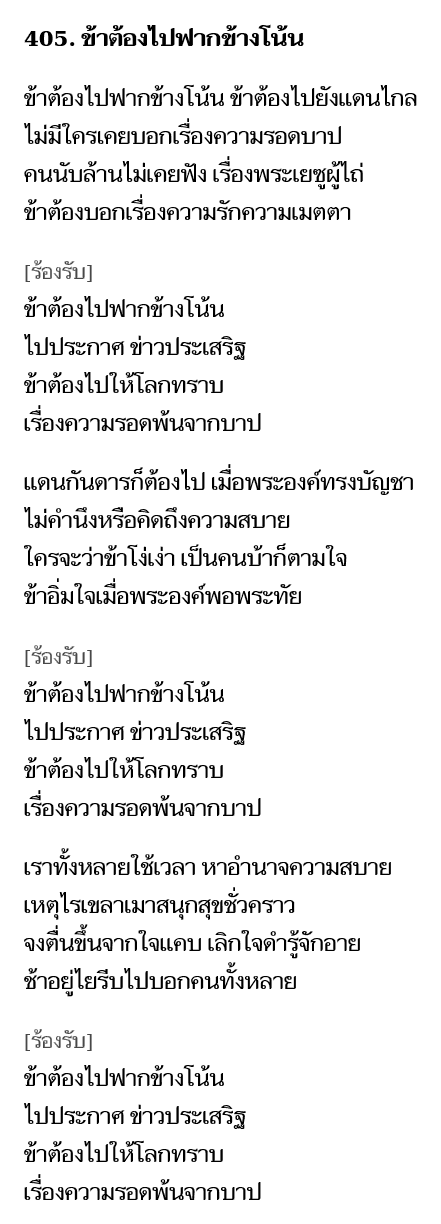 405. ข้าต้องไปฟากข้างโน้น
ข้าต้องไปฟากข้างโน้น ข้าต้องไปยังแดนไกล
ไม่มีใครเคยบอกเรื่องความรอดบาป
คนนับล้านไม่เคยฟัง เรื่องพระเยซูผู้ไถ่
ข้าต้องบอกเรื่องความรักความเมตตา
[ร้องรับ]
ข้าต้องไปฟากข้างโน้น
ไปประกาศ ข่าวประเสริฐ
ข้าต้องไปให้โลกทราบ
เรื่องความรอดพ้นจากบาป
แดนกันดารก็ต้องไป เมื่อพระองค์ทรงบัญชา
ไม่คำนึงหรือคิดถึงความสบาย
ใครจะว่าข้าโง่เง่า เป็นคนบ้าก็ตามใจ
ข้าอิ่มใจเมื่อพระองค์พอพระทัย
[ร้องรับ]
ข้าต้องไปฟากข้างโน้น
ไปประกาศ ข่าวประเสริฐ
ข้าต้องไปให้โลกทราบ
เรื่องความรอดพ้นจากบาป
เราทั้งหลายใช้เวลา หาอำนาจความสบาย
เหตุไรเขลาเมาสนุกสุขชั่วคราว
จงตื่นขึ้นจากใจแคบ เลิกใจดำรู้จักอาย
ช้าอยู่ไยรีบไปบอกคนทั้งหลาย
[ร้องรับ]
ข้าต้องไปฟากข้างโน้น
ไปประกาศ ข่าวประเสริฐ
ข้าต้องไปให้โลกทราบ
เรื่องความรอดพ้นจากบาป